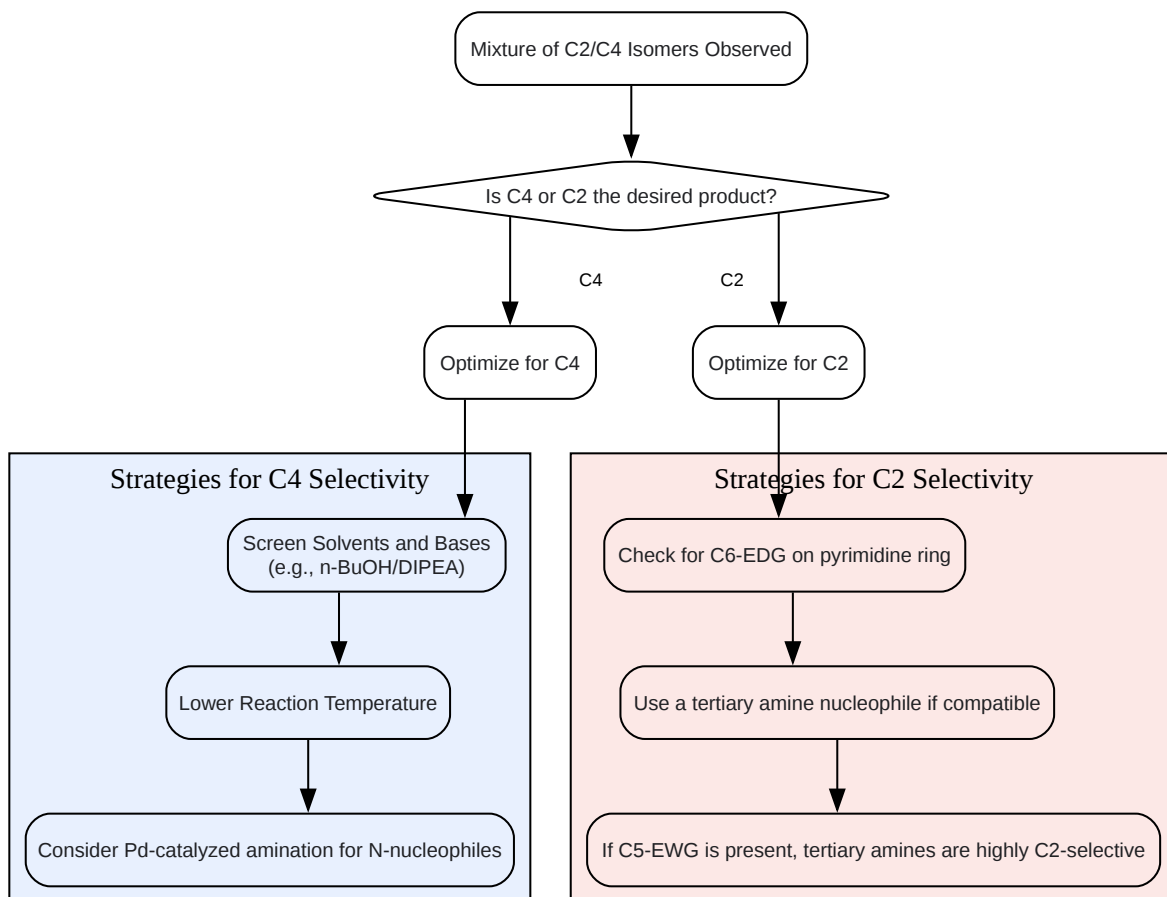 Mixture of C2/C4 Isomers Observed
Is C4 or C2 the desired product?
C4
C2
Optimize for C4
Optimize for C2
Strategies for C4 Selectivity
Screen Solvents and Bases
(e.g., n-BuOH/DIPEA)
Lower Reaction Temperature
Consider Pd-catalyzed amination for N-nucleophiles
Strategies for C2 Selectivity
Check for C6-EDG on pyrimidine ring
Use a tertiary amine nucleophile if compatible
If C5-EWG is present, tertiary amines are highly C2-selective